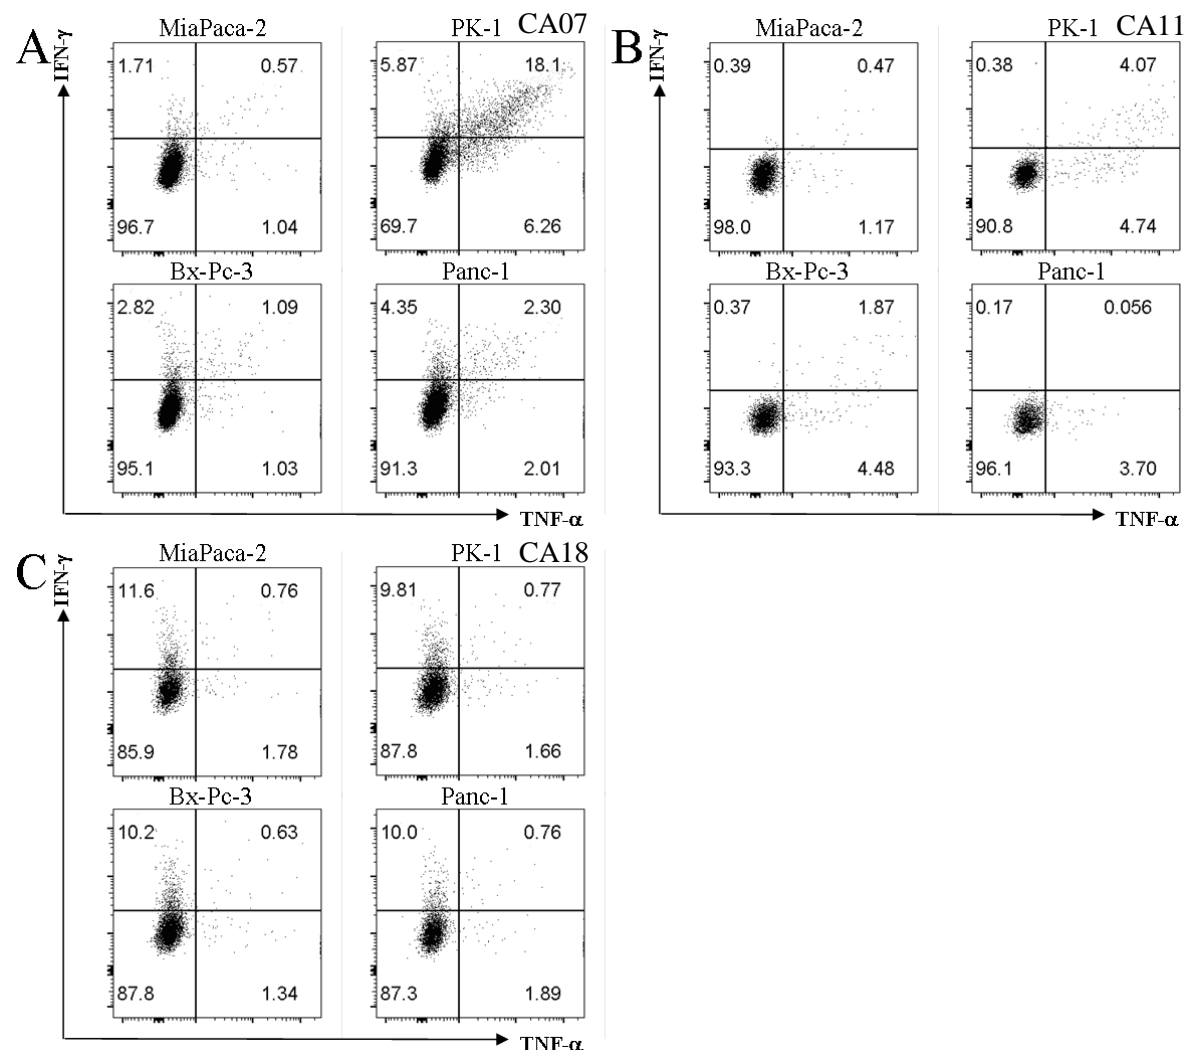 A
IFN-γ
MiaPaca-2
PK-1 CA07
1.71 0.57
5.87 18.1
96.7 1.04
69.7 6.26
Bx-Pc-3
Panc-1
2.82 1.09
4.35 2.30
95.1 1.03
91.3 2.01
TNF-α
B
IFN-γ
MiaPaca-2
PK-1 CA11
0.39 0.47
0.38 4.07
98.0 1.17
90.8 4.74
Bx-Pc-3
Panc-1
0.37 1.87
0.17 0.056
93.3 4.48
96.1 3.70
TNF-α
C
IFN-γ
MiaPaca-2
PK-1 CA18
11.6 0.76
9.81 0.77
85.9 1.78
87.8 1.66
Bx-Pc-3
Panc-1
10.2 0.63
10.0 0.76
87.8 1.34
87.3 1.89
TNF-α